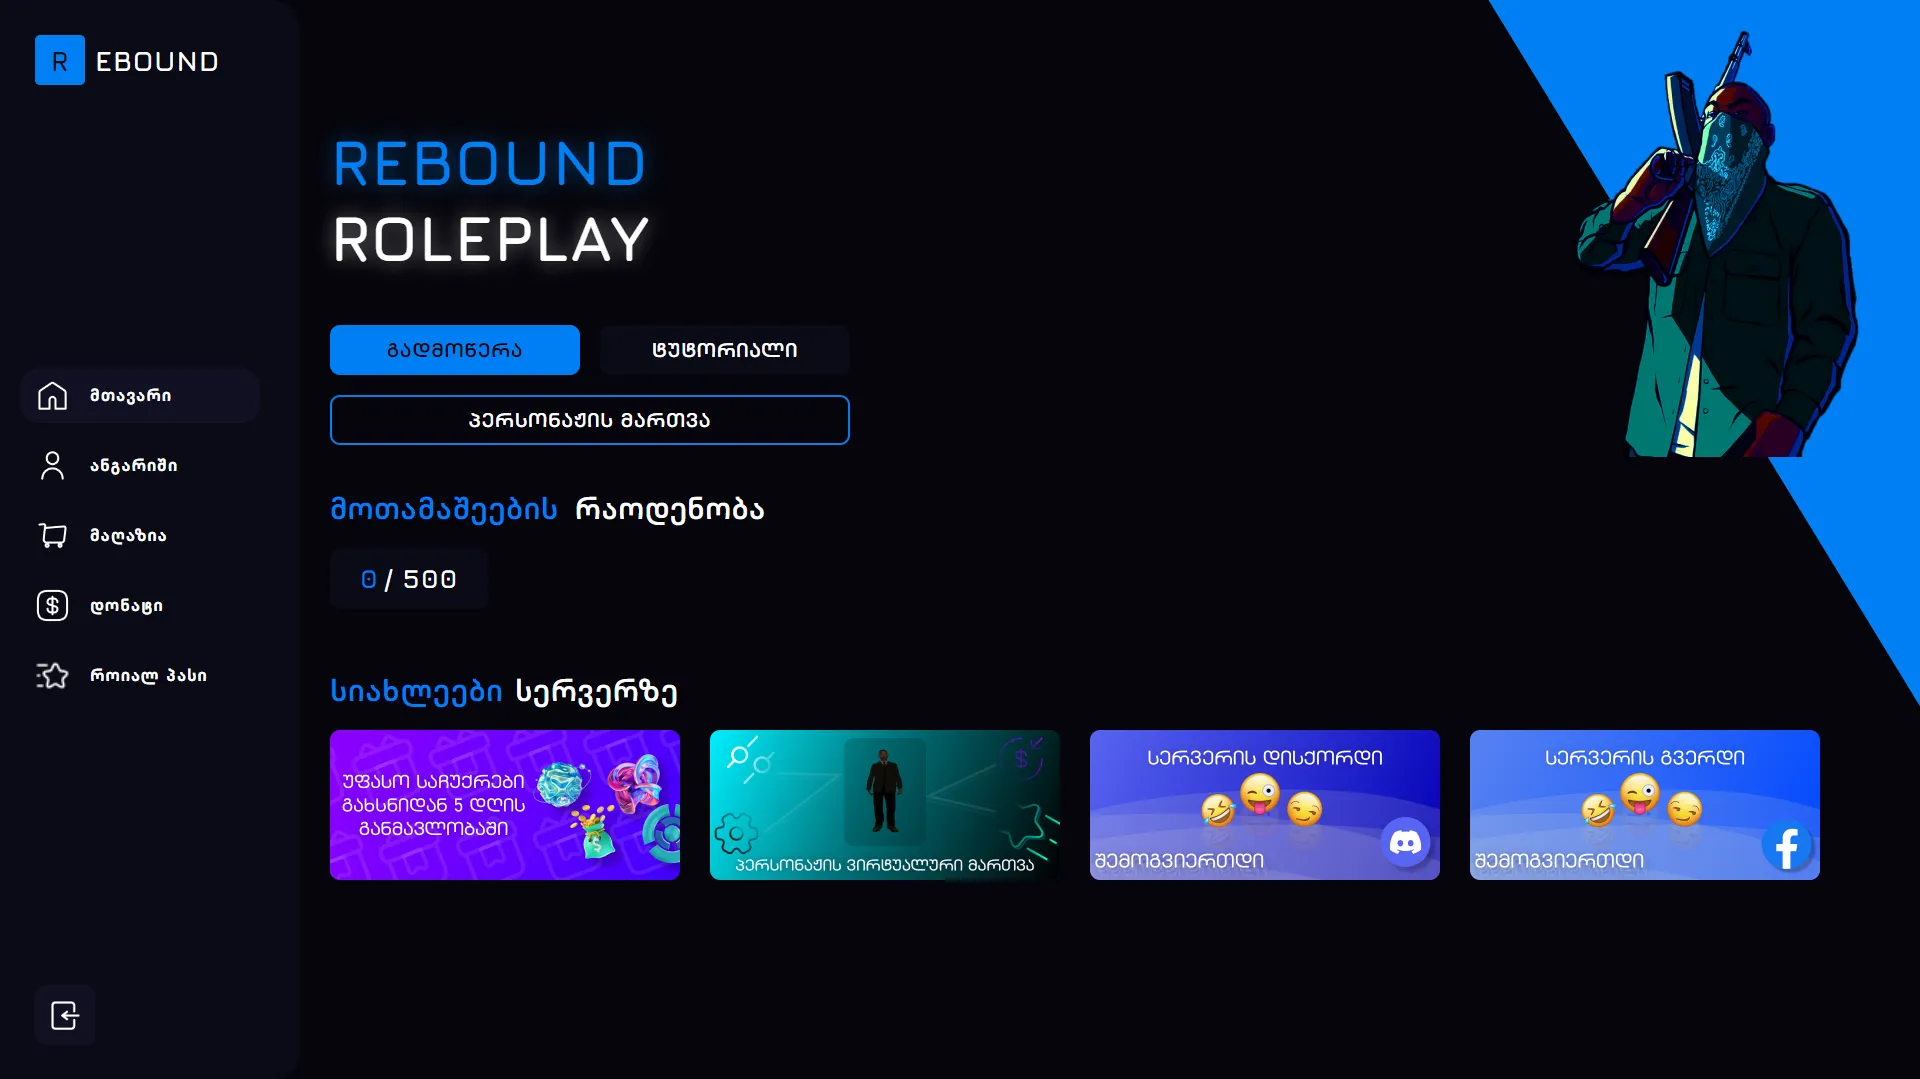 R EBOUND
REBOUND
ROLEPLAY
გადმოწერა
ტუტორიალი
პერსონაჟის მართვა
მთავარი
ანგარიში
მაღაზია
დონატი
როიალ პასი
მოთამაშეების რაოდენობა
0 / 500
სიახლეები სერვერზე
უფასო საჩუქრები
გახსნიდან 5 დღის
განმავლობაში
პერსონაჟის ვირტუალური მართვა
სერვერის დისქორდი
შემოგვიერთდი
სერვერის გვერდი
შემოგვიერთდი